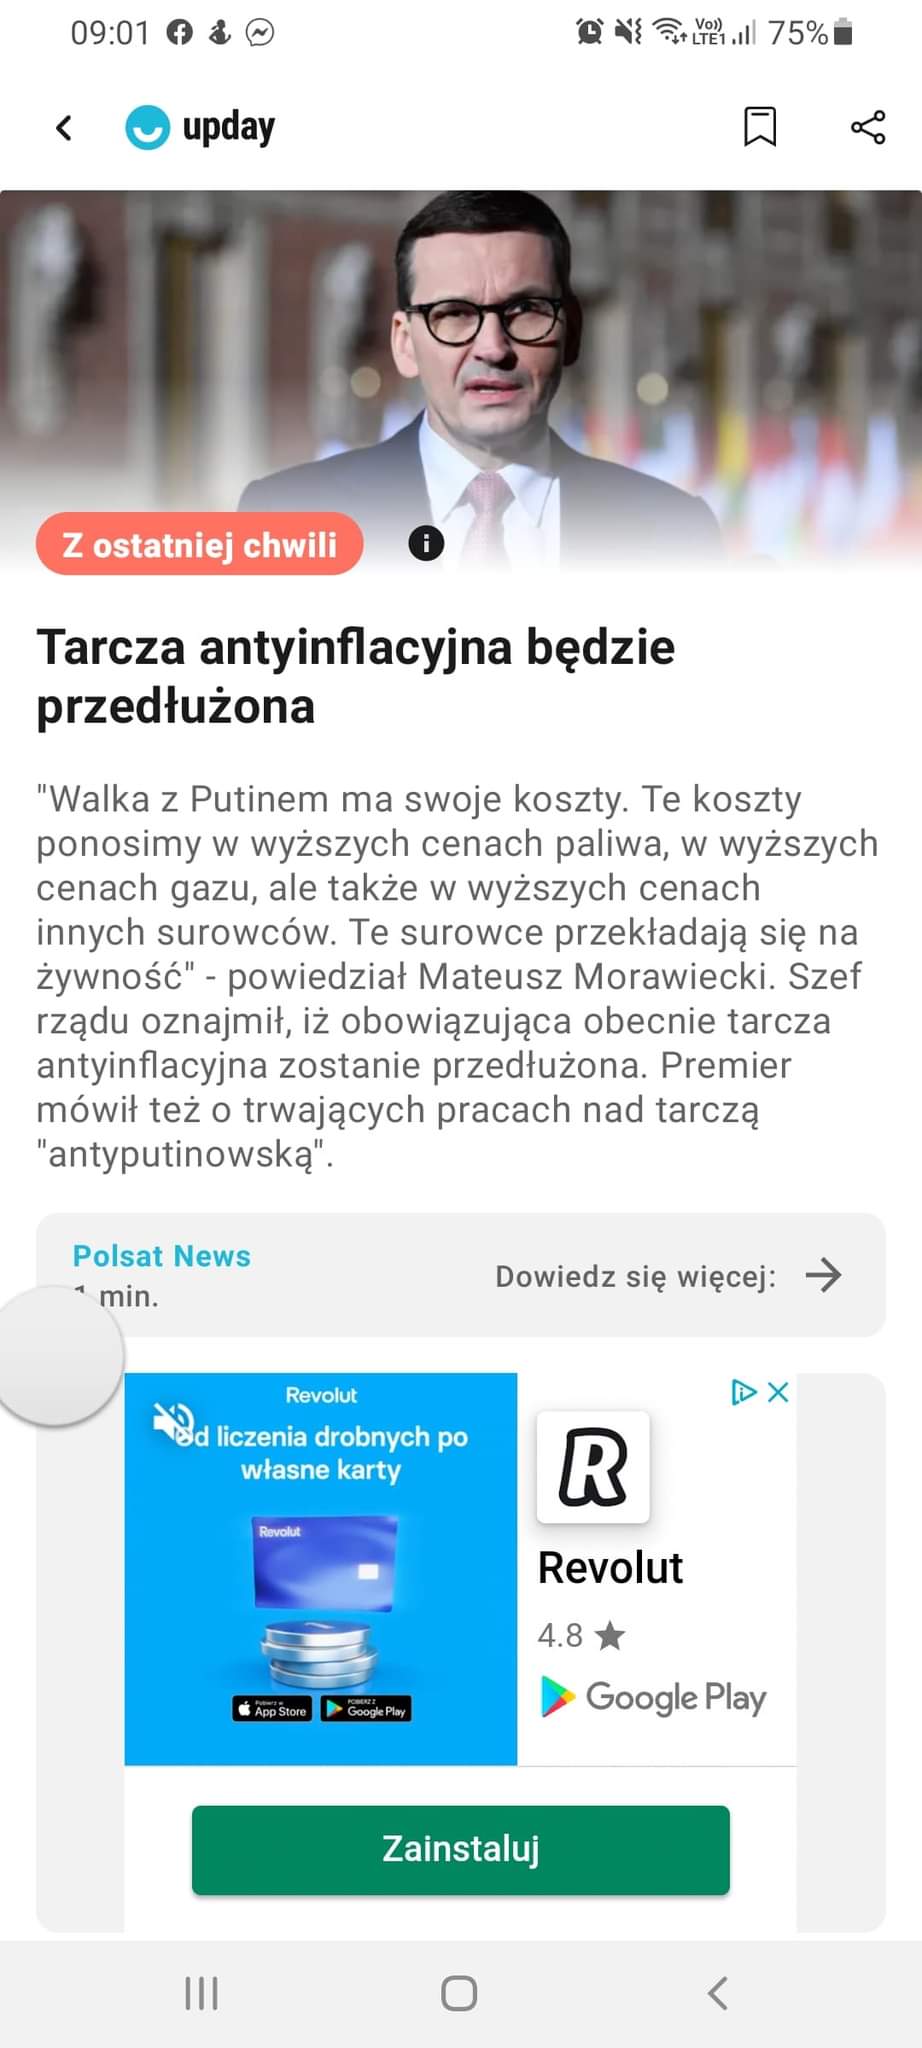 09:01
Vo))
LTE1
75%
upday
Z ostatniej chwili
i
Tarcza antyinflacyjna będzie
przedłużona
"Walka z Putinem ma swoje koszty. Te koszty
ponosimy w wyższych cenach paliwa, w wyższych
cenach gazu, ale także w wyższych cenach
innych surowców. Te surowce przekładają się na
żywność" - powiedział Mateusz Morawiecki. Szef
rządu oznajmił, iż obowiązująca obecnie tarcza
antyinflacyjna zostanie przedłużona. Premier
mówił też o trwających pracach nad tarczą
"antyputinowską".
Polsat News
1 min.
Dowiedz się więcej:
Revolut
Od liczenia drobnych po
własne karty
Revolut
Pobierz w
App Store
POBIERZ Z
Google Play
R
Revolut
4.8 ★
Google Play
Zainstaluj